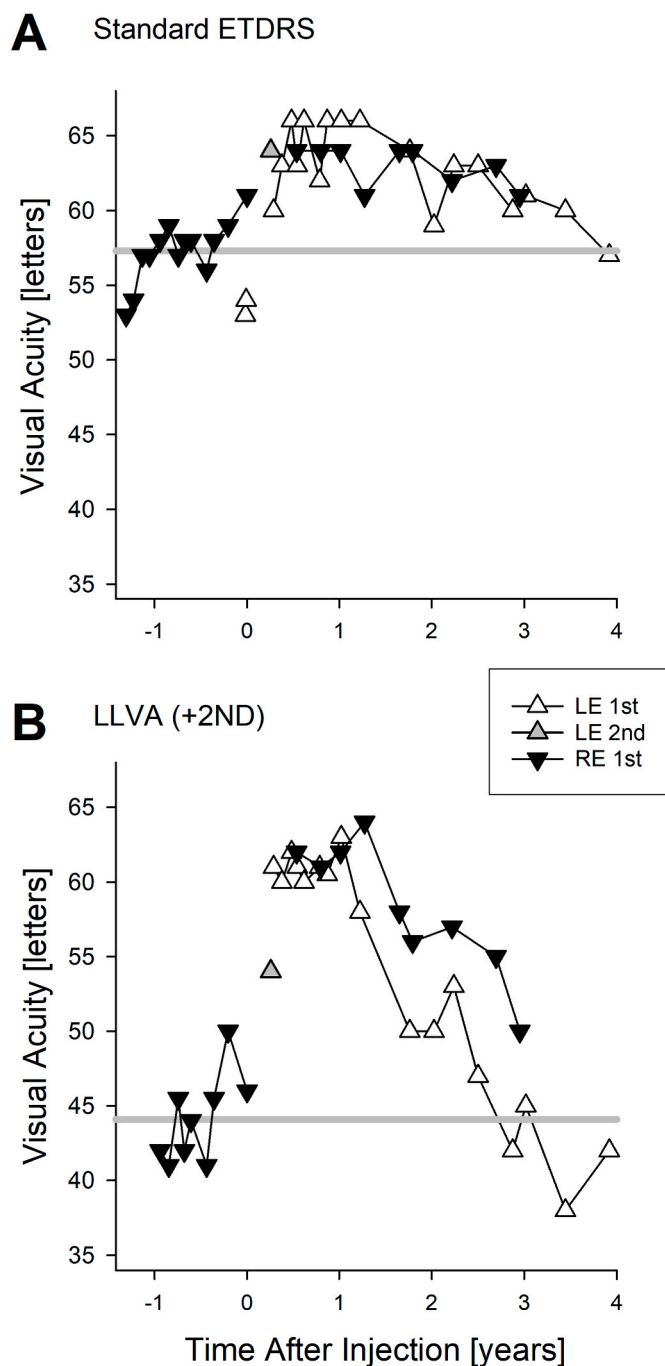 A Standard ETDRS
Visual Acuity [letters]
65
60
55
50
45
40
35
-1 0 1 2 3 4
LE 1st
LE 2nd
RE 1st
B LLVA (+2ND)
Visual Acuity [letters]
65
60
55
50
45
40
35
-1 0 1 2 3 4
Time After Injection [years]